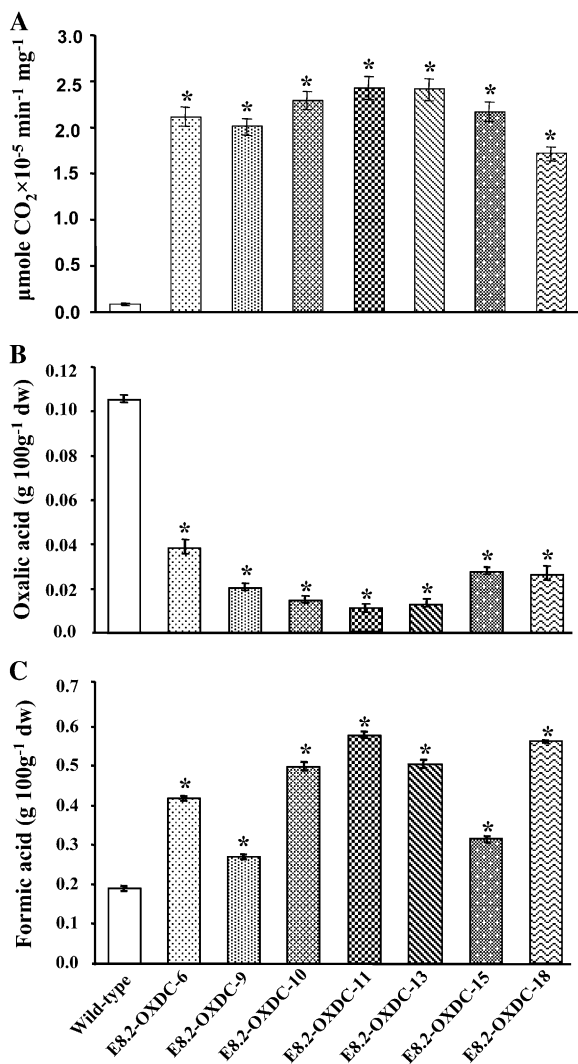 A
µmole CO₂×10⁻⁵ min⁻¹ mg⁻¹
3.0
2.5
2.0
1.5
1.0
0.5
0.0
* * * * * * *
B
Oxalic acid (g 100g⁻¹ dw)
0.12
0.10
0.08
0.06
0.04
0.02
0.0
* * * * * * *
C
Formic acid (g 100g⁻¹ dw)
0.7
0.6
0.5
0.4
0.3
0.2
0.1
0.0
* * * * * * *
Wild-type
E8.2-OXDC-6
E8.2-OXDC-9
E8.2-OXDC-10
E8.2-OXDC-11
E8.2-OXDC-13
E8.2-OXDC-15
E8.2-OXDC-18